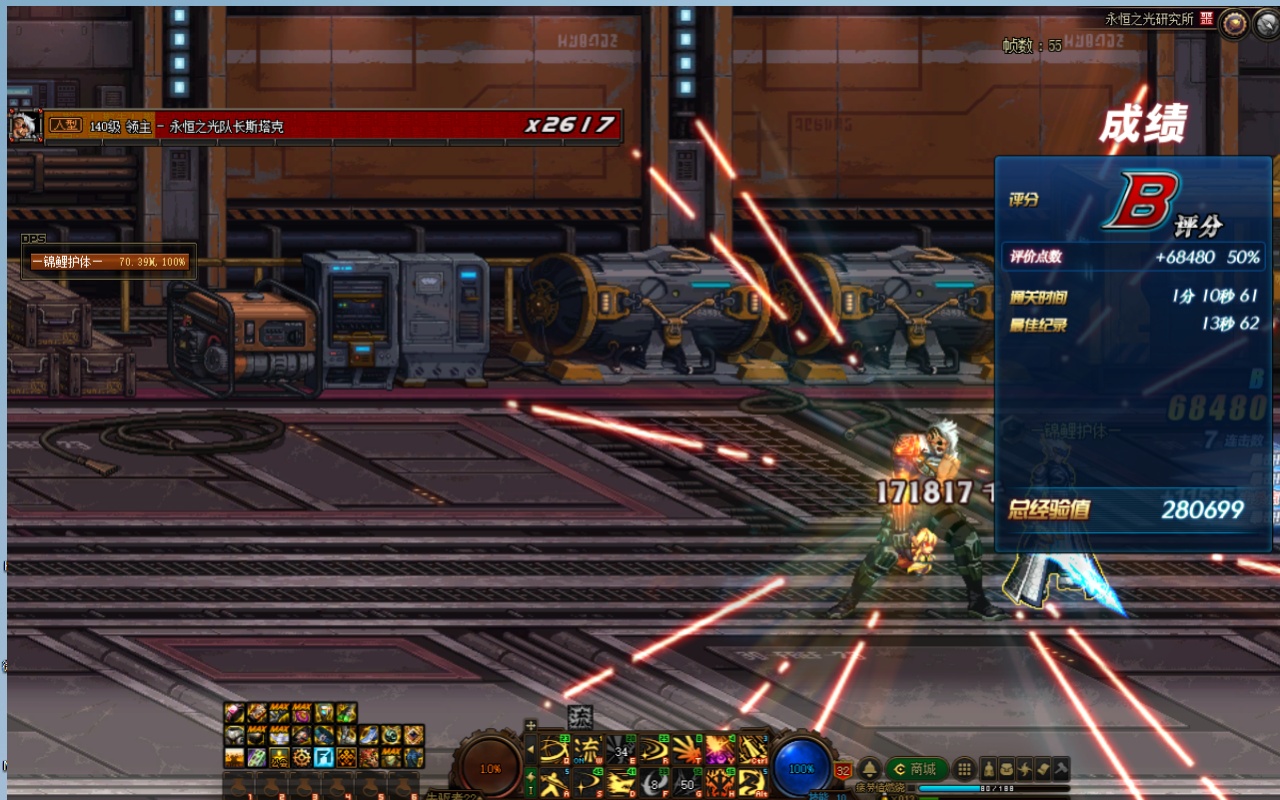 永恒之光研究所
帧数：55
成绩
人型 140级 领主 - 永恒之光队长斯塔克
x2617
评分
B 评分
评价点数 +68480 50%
DPS
一锦鲤护体一 70.39M, 100%
通关时间 1分 10秒 61
最佳纪录 13秒 62
B
68480
一锦鲤护体一
7 连击数
171817
总经验值 280699
流
10%
100%
34
8
50
32
商城
80/188